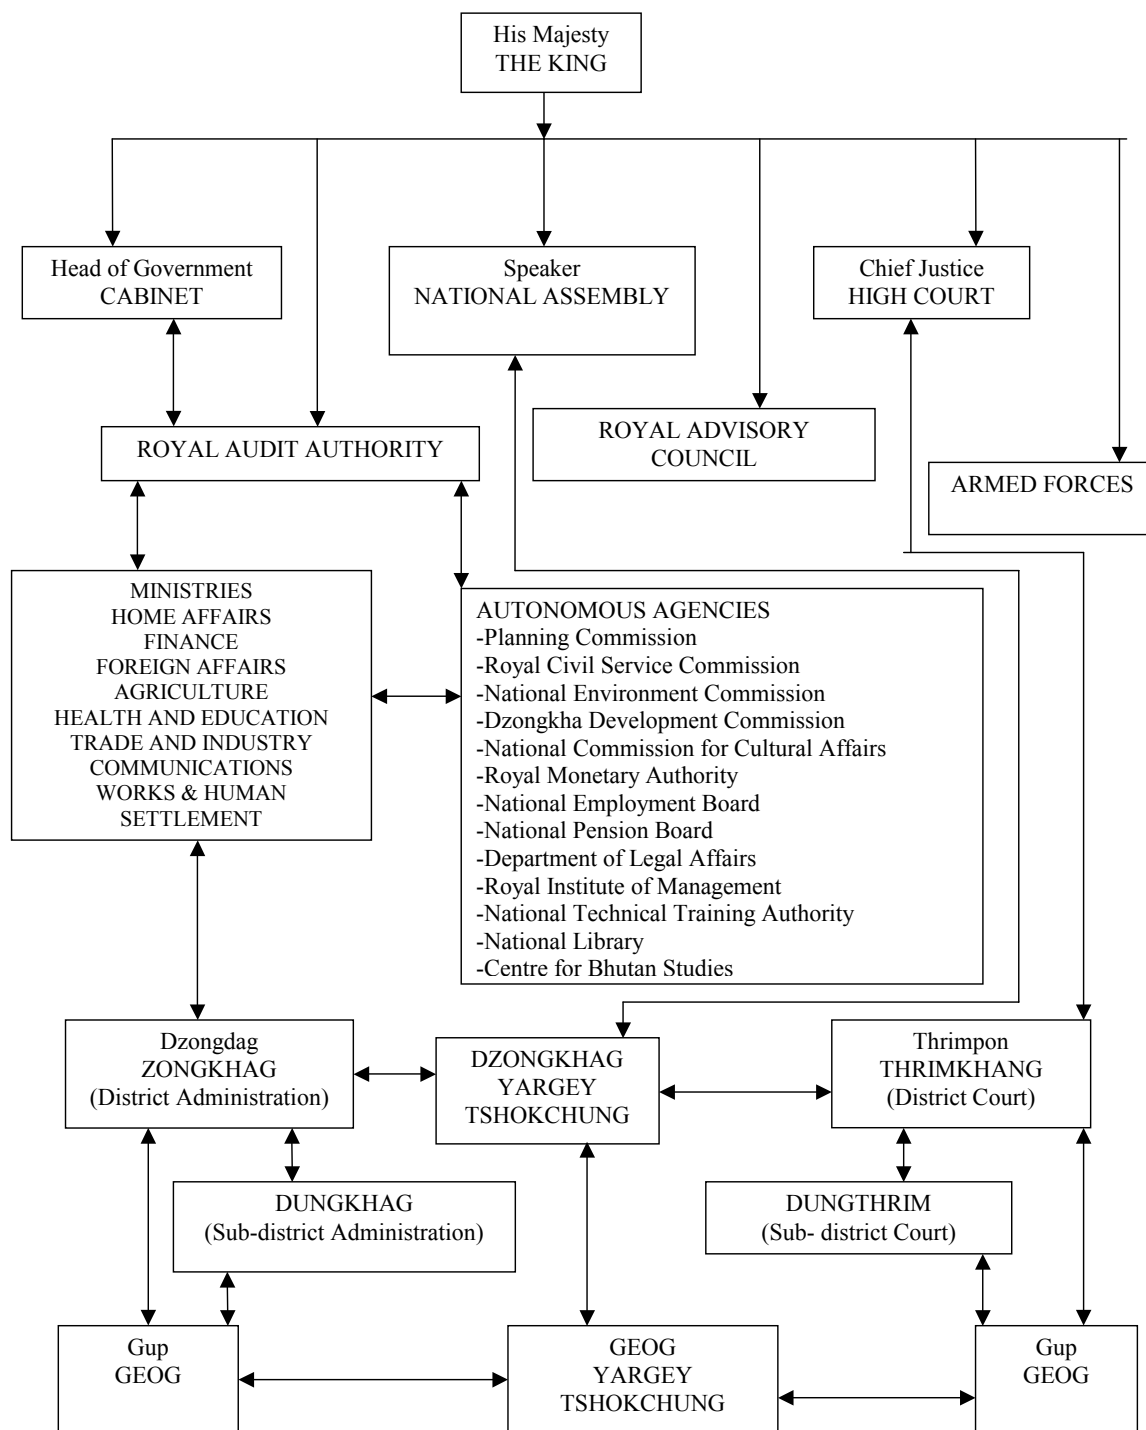 His Majesty
THE KING
Head of Government
CABINET
Speaker
NATIONAL ASSEMBLY
Chief Justice
HIGH COURT
ROYAL AUDIT AUTHORITY
ROYAL ADVISORY
COUNCIL
ARMED FORCES
MINISTRIES
HOME AFFAIRS
FINANCE
FOREIGN AFFAIRS
AGRICULTURE
HEALTH AND EDUCATION
TRADE AND INDUSTRY
COMMUNICATIONS
WORKS & HUMAN
SETTLEMENT
AUTONOMOUS AGENCIES
-Planning Commission
-Royal Civil Service Commission
-National Environment Commission
-Dzongkha Development Commission
-National Commission for Cultural Affairs
-Royal Monetary Authority
-National Employment Board
-National Pension Board
-Department of Legal Affairs
-Royal Institute of Management
-National Technical Training Authority
-National Library
-Centre for Bhutan Studies
Dzongdag
ZONGKHAG
(District Administration)
DZONGKHAG
YARGEY
TSHOKCHUNG
Thrimpon
THRIMKHANG
(District Court)
DUNGKHAG
(Sub-district Administration)
DUNGTHRIM
(Sub- district Court)
Gup
GEOG
GEOG
YARGEY
TSHOKCHUNG
Gup
GEOG